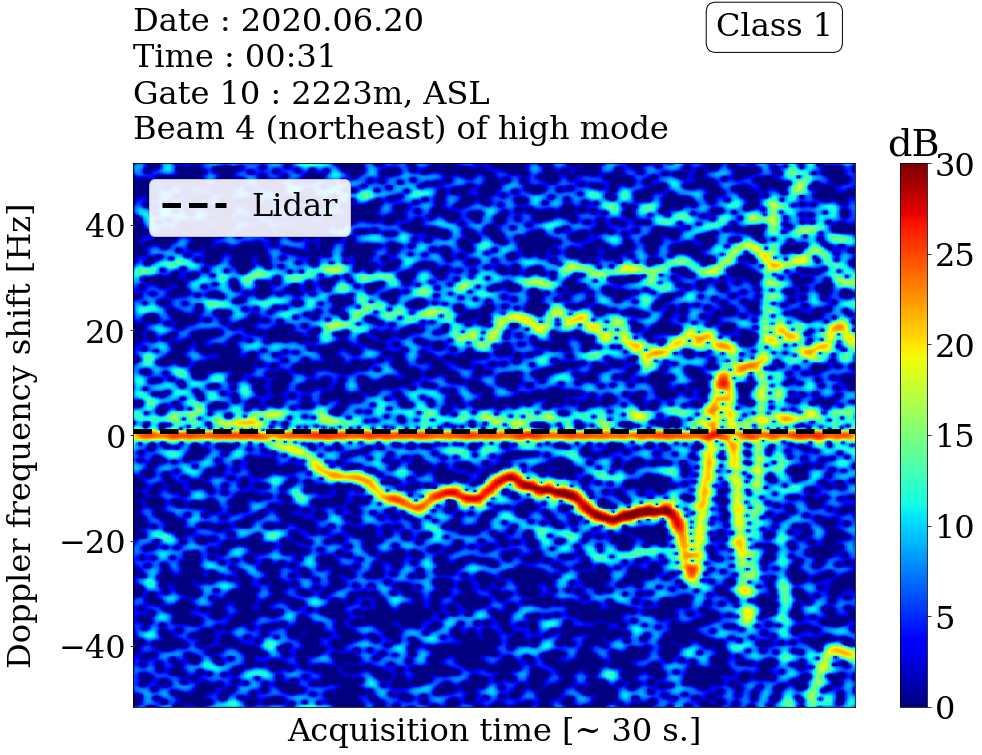 Date : 2020.06.20
Time : 00:31
Gate 10 : 2223m, ASL
Beam 4 (northeast) of high mode
Class 1
dB
Lidar
Doppler frequency shift [Hz]
40
20
0
−20
−40
30
25
20
15
10
5
0
Acquisition time [~ 30 s.]